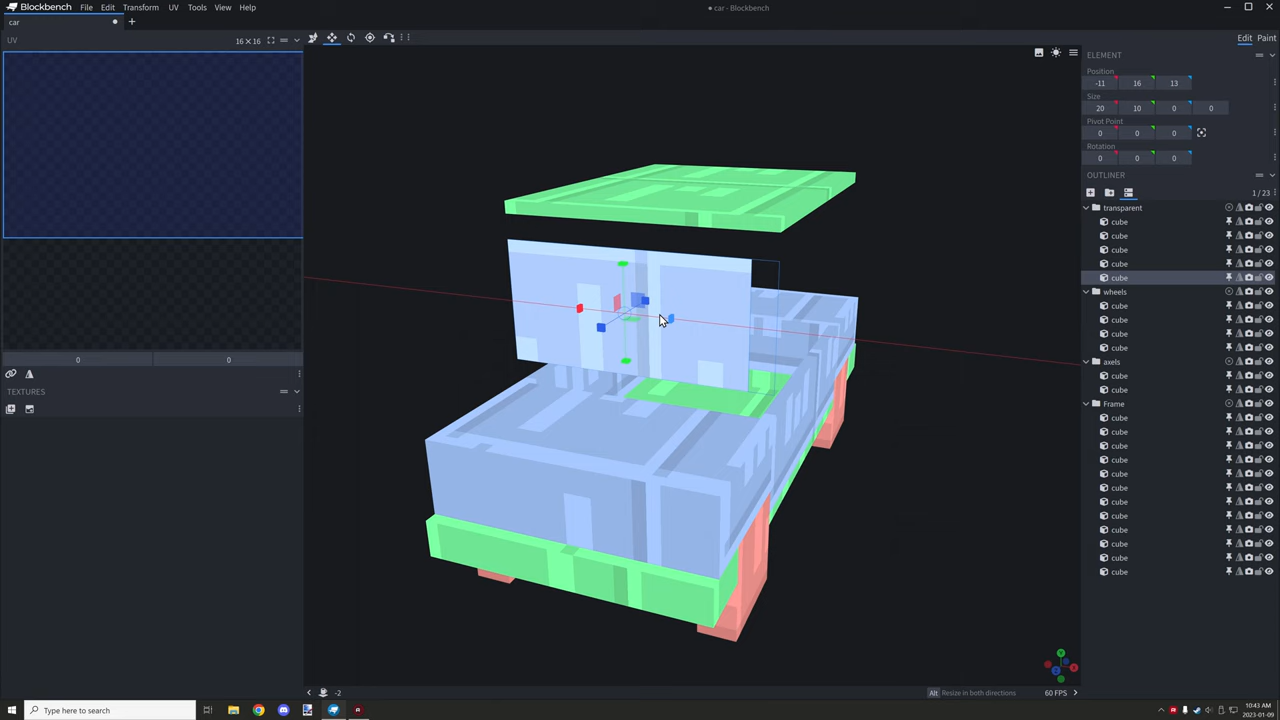 Blockbench File Edit Transform UV Tools View Help
● car - Blockbench
car
UV
16×16
Edit Paint
ELEMENT
Position
-11 16 13
Size
20 10 0 0
Pivot Point
0 0 0
Rotation
0 0 0
OUTLINER
1 / 23
transparent
cube
cube
cube
cube
cube
wheels
cube
cube
cube
cube
axels
cube
cube
Frame
cube
cube
cube
cube
cube
cube
cube
cube
cube
cube
cube
cube
0 0
TEXTURES
-2
Alt Resize in both directions
60 FPS
Type here to search
10:43 AM
2023-01-09